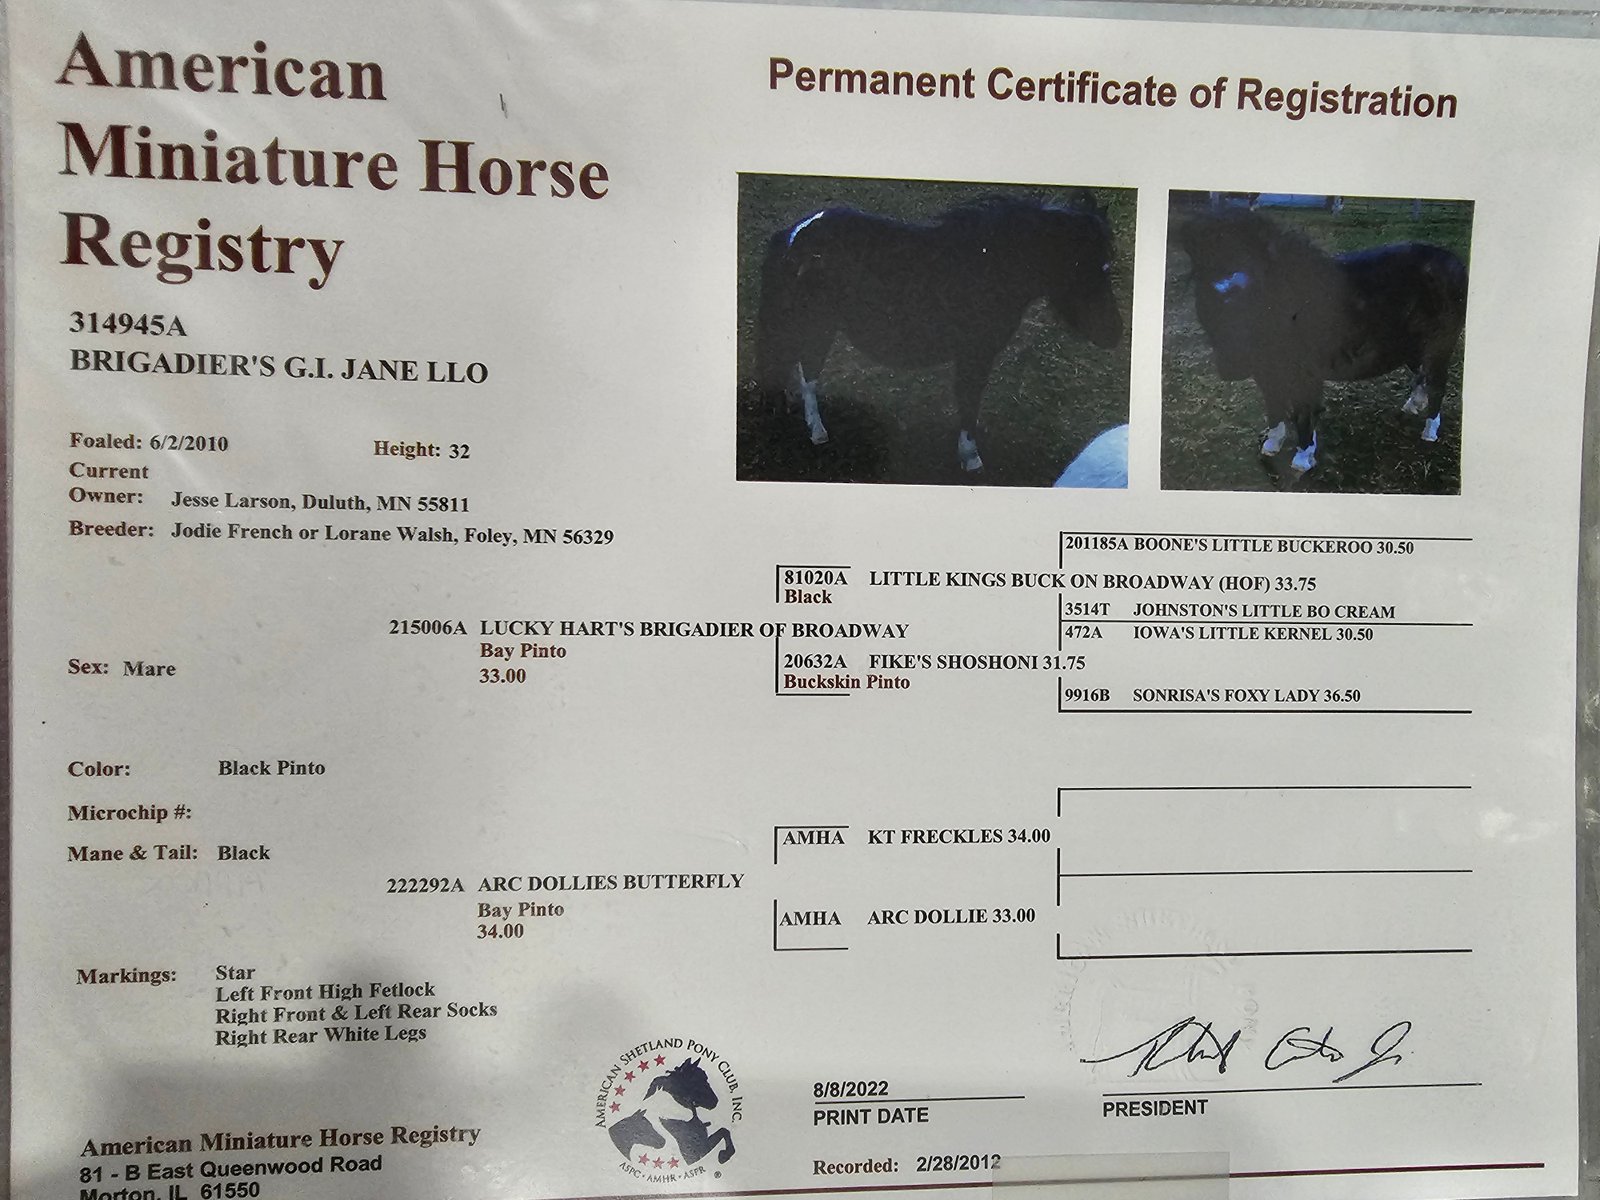 American
Miniature Horse
Registry
Permanent Certificate of Registration
314945A
BRIGADIER'S G.I. JANE LLO
Foaled: 6/2/2010
Height: 32
Current
Owner: Jesse Larson, Duluth, MN 55811
Breeder: Jodie French or Lorane Walsh, Foley, MN 56329
201185A BOONE'S LITTLE BUCKEROO 30.50
81020A LITTLE KINGS BUCK ON BROADWAY (HOF) 33.75
Black
3514T JOHNSTON'S LITTLE BO CREAM
215006A LUCKY HART'S BRIGADIER OF BROADWAY
472A IOWA'S LITTLE KERNEL 30.50
Bay Pinto
20632A FIKE'S SHOSHONI 31.75
Sex: Mare
33.00
Buckskin Pinto
9916B SONRISA'S FOXY LADY 36.50
Color: Black Pinto
Microchip #:
AMHA KT FRECKLES 34.00
Mane & Tail: Black
222292A ARC DOLLIES BUTTERFLY
Bay Pinto
AMHA ARC DOLLIE 33.00
34.00
Markings: Star
Left Front High Fetlock
Right Front & Left Rear Socks
Right Rear White Legs
AMERICAN SHETLAND PONY CLUB, INC.
ASPC · AMHR · ASPR ®
8/8/2022
PRINT DATE
PRESIDENT
Recorded: 2/28/2012
American Miniature Horse Registry
81 - B East Queenwood Road
Morton, IL 61550